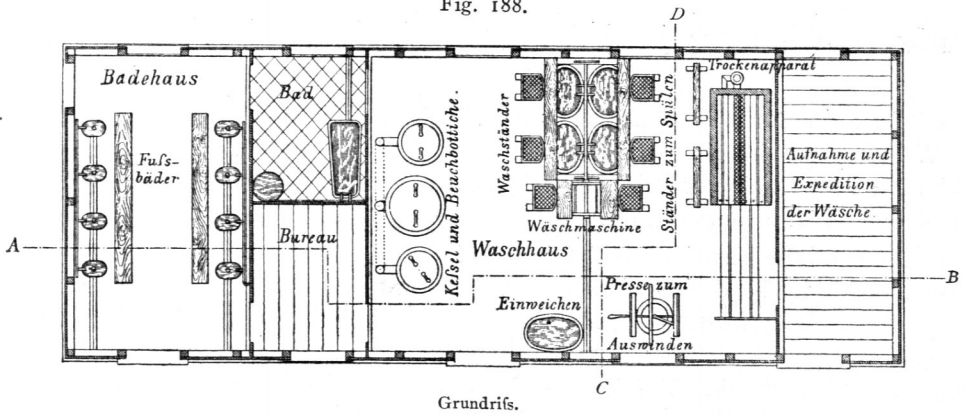 Fig. 188.
D
Badehaus
Bad
Trockenapparat
Waschständer
Ständer zum Spülen
Kefsel und Beuchbottiche.
Fuſs-
bäder
Aufnahme und
Expedition
der Wäsche
Bureau
Wäschmaschine
A
Waschhaus
B
Presse zum
Einweichen
Auswinden
C
Grundriſs.